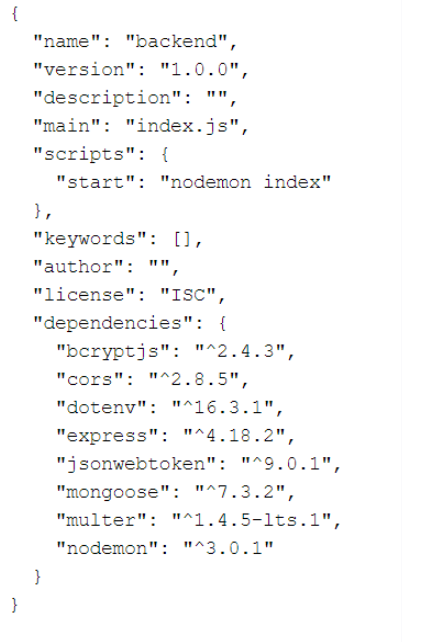 {
  "name": "backend",
  "version": "1.0.0",
  "description": "",
  "main": "index.js",
  "scripts": {
    "start": "nodemon index"
  },
  "keywords": [],
  "author": "",
  "license": "ISC",
  "dependencies": {
    "bcryptjs": "^2.4.3",
    "cors": "^2.8.5",
    "dotenv": "^16.3.1",
    "express": "^4.18.2",
    "jsonwebtoken": "^9.0.1",
    "mongoose": "^7.3.2",
    "multer": "^1.4.5-lts.1",
    "nodemon": "^3.0.1"
  }
}